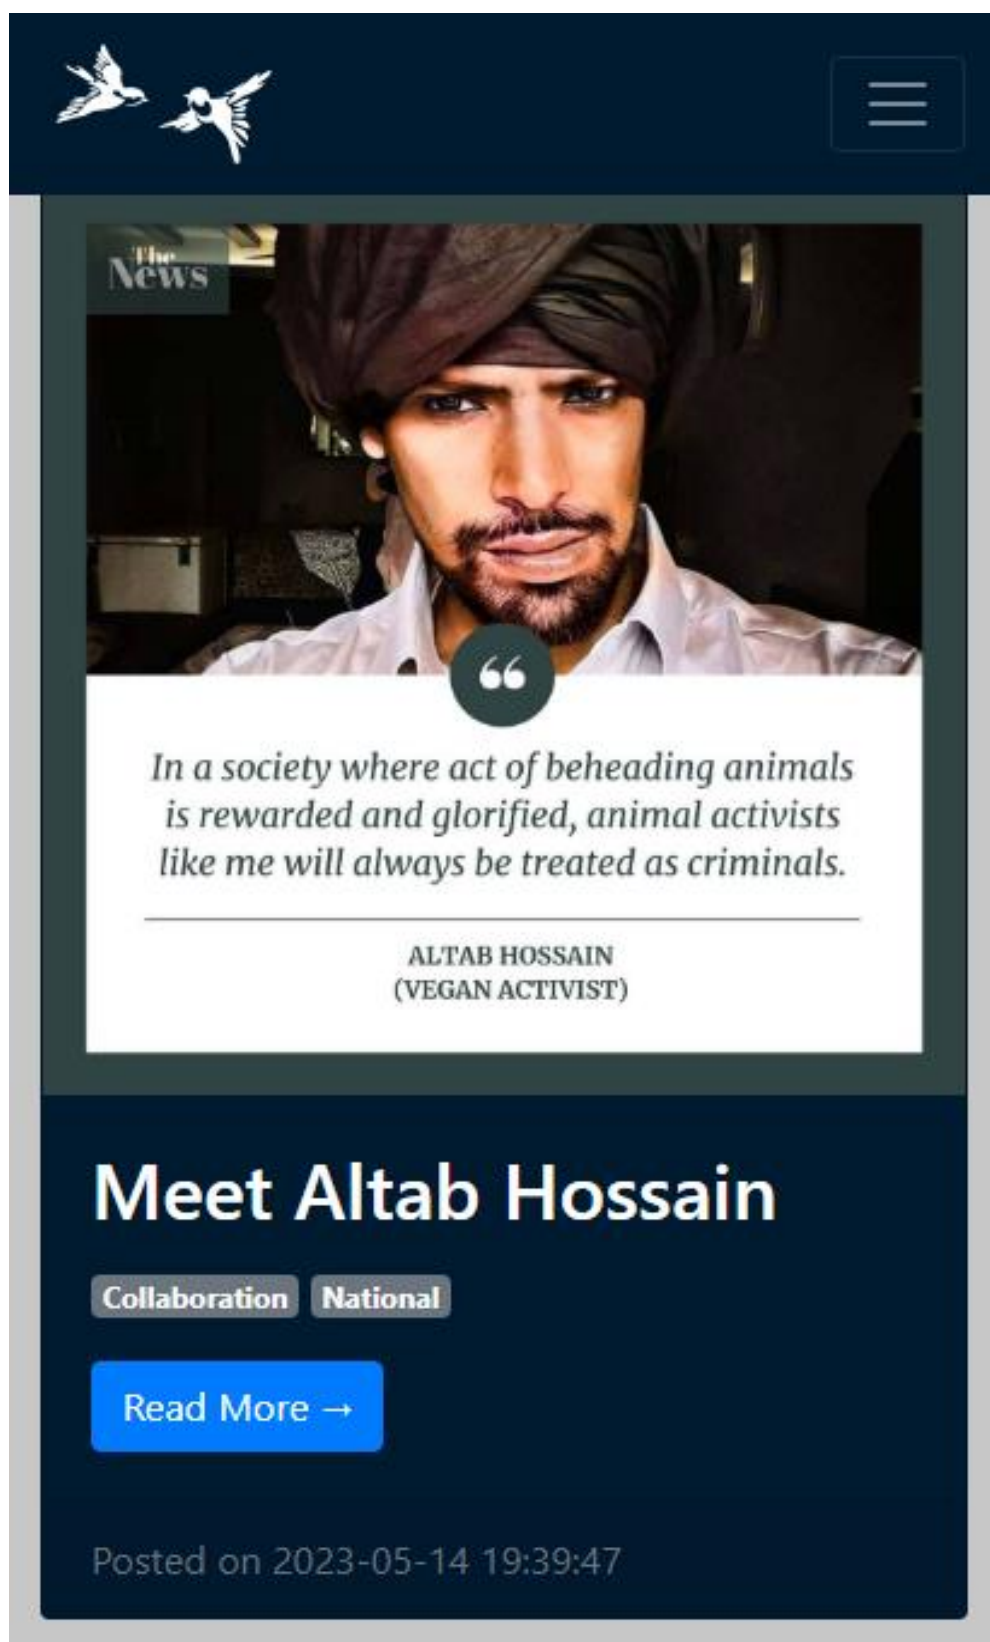 The
News
“
In a society where act of beheading animals
is rewarded and glorified, animal activists
like me will always be treated as criminals.
ALTAB HOSSAIN
(VEGAN ACTIVIST)
Meet Altab Hossain
Collaboration National
Read More →
Posted on 2023-05-14 19:39:47